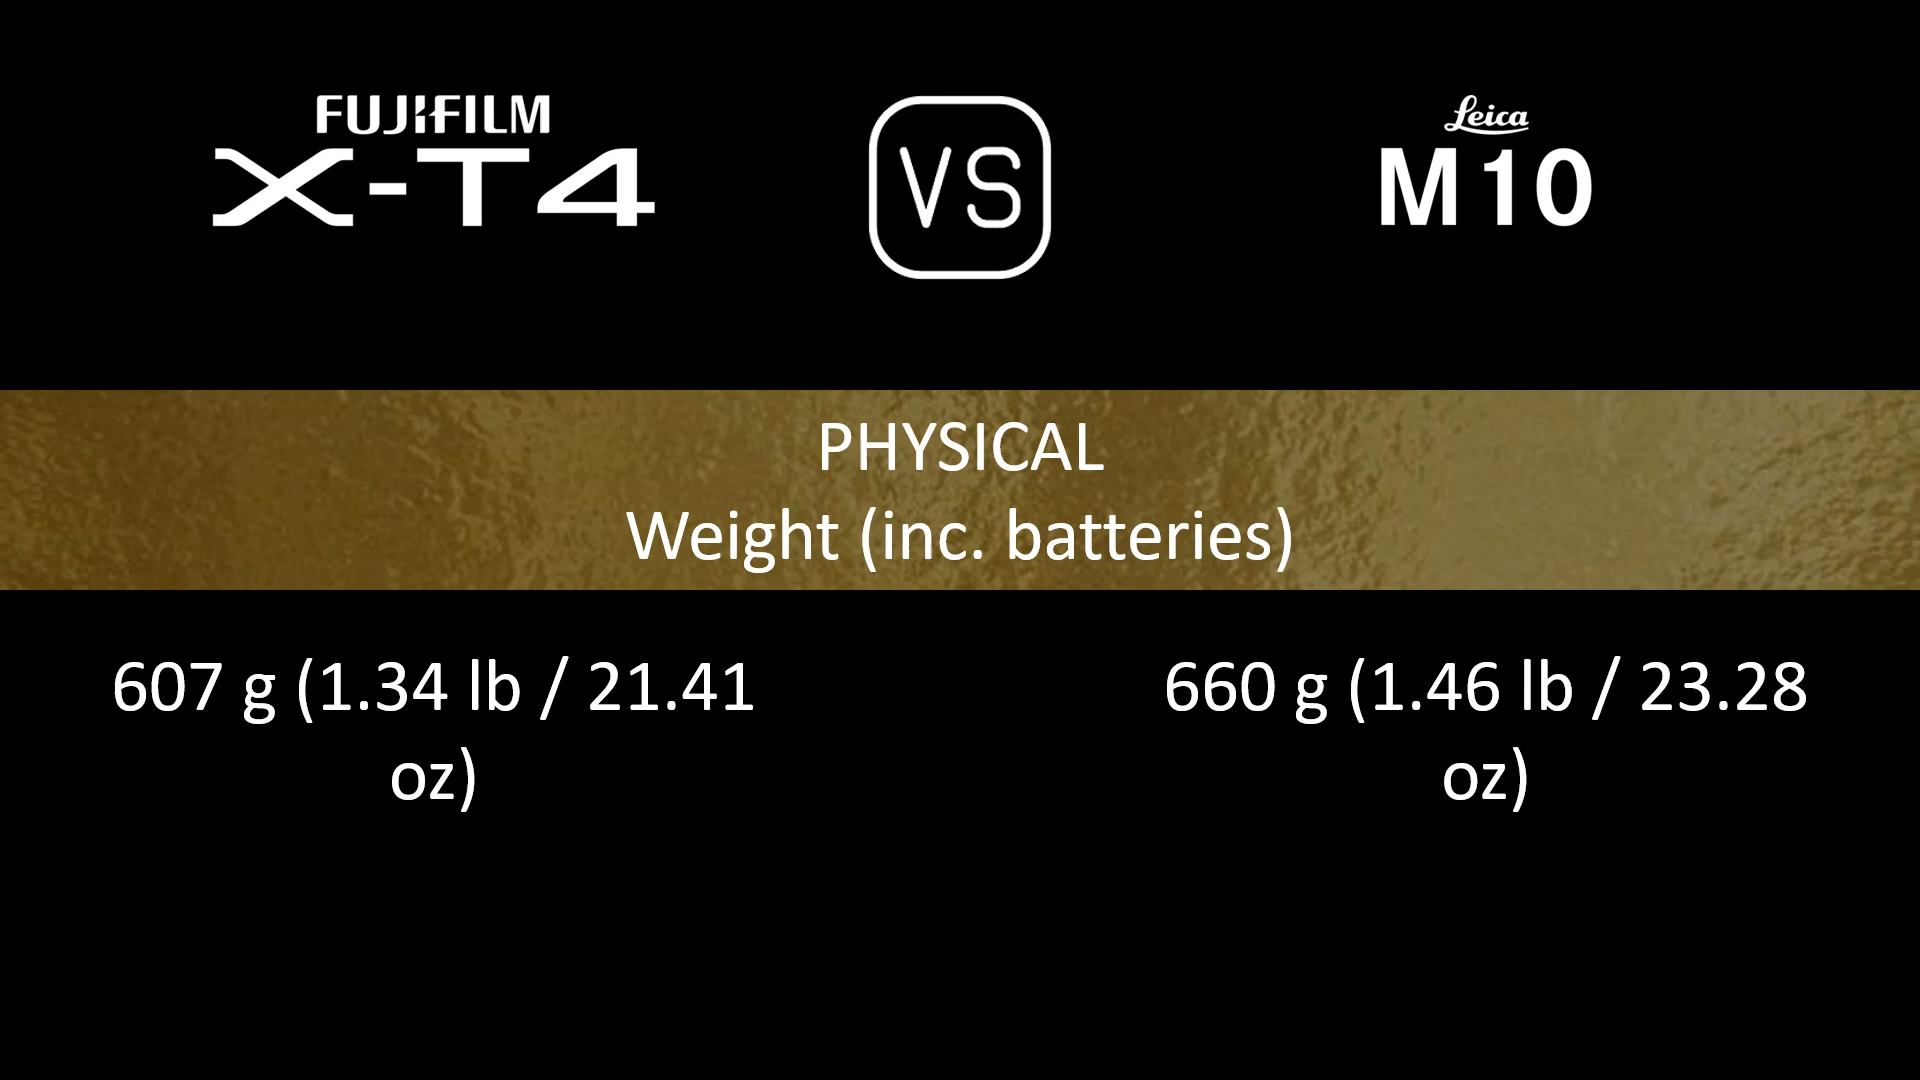 FUJIFILM
X-T4
VS
Leica
M10
PHYSICAL
Weight (inc. batteries)
607 g (1.34 lb / 21.41
oz)
660 g (1.46 lb / 23.28
oz)